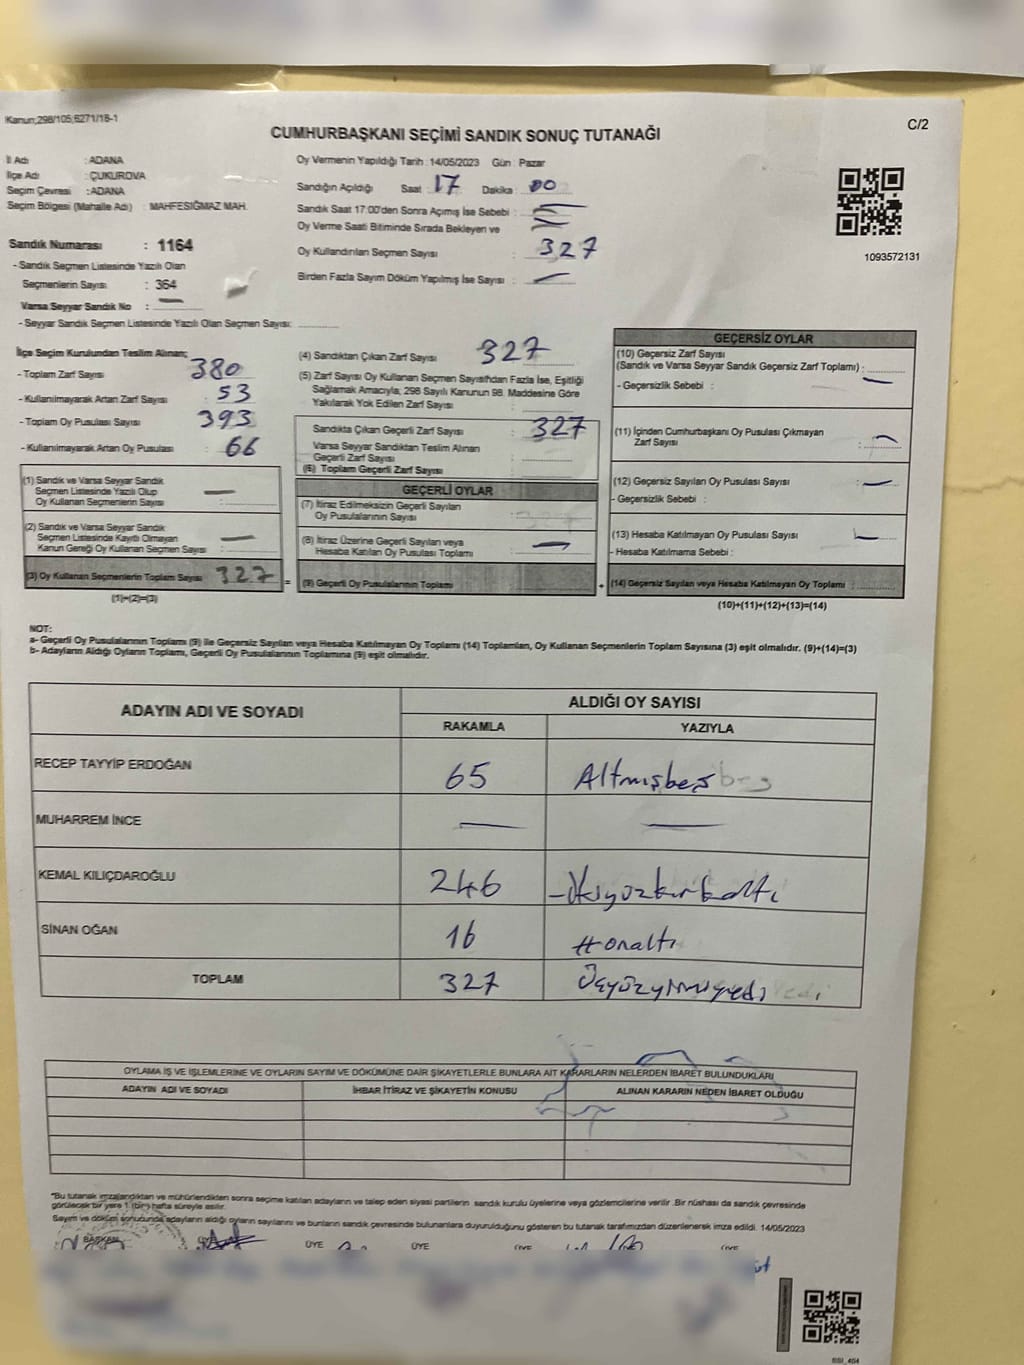 Kanun;298/105;6271/18-1
C/2
CUMHURBAŞKANI SEÇİMİ SANDIK SONUÇ TUTANAĞI
İl Adı : ADANA
İlçe Adı : ÇUKUROVA
Seçim Çevresi : ADANA
Seçim Bölgesi (Mahalle Adı) : MAHFESIĞMAZ MAH.
Sandık Numarası : 1164
- Sandık Seçmen Listesinde Yazılı Olan
Seçmenlerin Sayısı : 364
Varsa Seyyar Sandık No :
- Seyyar Sandık Seçmen Listesinde Yazılı Olan Seçmen Sayısı:
Oy Vermenin Yapıldığı Tarih : 14/05/2023 Gün : Pazar
Sandığın Açıldığı Saat : 17 Dakika : 00
Sandık Saat 17:00'den Sonra Açımış İse Sebebi :
Oy Verme Saati Bitiminde Sırada Bekleyen ve
Oy Kullandırılan Seçmen Sayısı : 327
Birden Fazla Sayım Döküm Yapılmış İse Sayısı :
1093572131
İlçe Seçim Kurulundan Teslim Alınan;
- Toplam Zarf Sayısı : 380
- Kullanılmayarak Artan Zarf Sayısı : 53
- Toplam Oy Pusulası Sayısı : 393
- Kullanılmayarak Artan Oy Pusulası : 66
(1) Sandık ve Varsa Seyyar Sandık
Seçmen Listesinde Yazılı Olup
Oy Kullanan Seçmenlerin Sayısı :
(2) Sandık ve Varsa Seyyar Sandık
Seçmen Listesinde Kayıtlı Olmayan
Kanun Gereği Oy Kullanan Seçmen Sayısı :
(3) Oy Kullanan Seçmenlerin Toplam Sayısı 327
(1)+(2)=(3)
(4) Sandıktan Çıkan Zarf Sayısı : 327
(5) Zarf Sayısı Oy Kullanan Seçmen Sayısından Fazla İse, Eşitliği
Sağlamak Amacıyla; 298 Sayılı Kanunun 98. Maddesine Göre
Yakılarak Yok Edilen Zarf Sayısı :
Sandıkta Çıkan Geçerli Zarf Sayısı : 327
Varsa Seyyar Sandıktan Teslim Alınan
Geçerli Zarf Sayısı :
(6) Toplam Geçerli Zarf Sayısı
GEÇERLİ OYLAR
(7) İtiraz Edilmeksizin Geçerli Sayılan
Oy Pusulalarının Sayısı :
(8) İtiraz Üzerine Geçerli Sayılan veya
Hesaba Katılan Oy Pusulası Toplamı :
= (9) Geçerli Oy Pusulalarının Toplamı
GEÇERSİZ OYLAR
(10) Geçersiz Zarf Sayısı
(Sandık ve Varsa Seyyar Sandık Geçersiz Zarf Toplamı) :
- Geçersizlik Sebebi :
(11) İçinden Cumhurbaşkanı Oy Pusulası Çıkmayan
Zarf Sayısı :
(12) Geçersiz Sayılan Oy Pusulası Sayısı :
- Geçersizlik Sebebi :
(13) Hesaba Katılmayan Oy Pusulası Sayısı :
- Hesaba Katılmama Sebebi :
+ (14) Geçersiz Sayılan veya Hesaba Katılmayan Oy Toplamı :
(10)+(11)+(12)+(13)=(14)
NOT:
a- Geçerli Oy Pusulalarının Toplamı (9) ile Geçersiz Sayılan veya Hesaba Katılmayan Oy Toplamı (14) Toplamları, Oy Kullanan Seçmenlerin Toplam Sayısına (3) eşit olmalıdır. (9)+(14)=(3)
b- Adayların Aldığı Oyların Toplamı, Geçerli Oy Pusulalarının Toplamına (9) eşit olmalıdır.
ADAYIN ADI VE SOYADI
ALDIĞI OY SAYISI
RAKAMLA YAZIYLA
RECEP TAYYİP ERDOĞAN 65 Altmışbeş
MUHARREM İNCE
KEMAL KILIÇDAROĞLU 246 İkiyüzkırkaltı
SİNAN OĞAN 16 onaltı
TOPLAM 327 Üçyüzyirmiyedi
OYLAMA İŞ VE İŞLEMLERİNE VE OYLARIN SAYIM VE DÖKÜMÜNE DAİR ŞİKAYETLERLE BUNLARA AİT KARARLARIN NELERDEN İBARET BULUNDUKLARI
ADAYIN ADI VE SOYADI İHBAR İTİRAZ VE ŞİKAYETİN KONUSU ALINAN KARARIN NEDEN İBARET OLDUĞU
*Bu tutanak imzalandıktan ve mühürlendikten sonra seçime katılan adayların ve talep eden siyasi partilerin sandık kurulu üyelerine veya gözlemcilerine verilir. Bir nüshası da sandık çevresinde
görülecek bir yere 1 (bir) hafta süreyle asılır.
Sayım ve döküm sonucunda adayların aldığı oyların sayılarını ve bunların sandık çevresinde bulunanlara duyurulduğunu gösteren bu tutanak tarafımızdan düzenlenerek imza edildi. 14/05/2023
BAŞKAN ÜYE ÜYE ÜYE ÜYE ÜYE